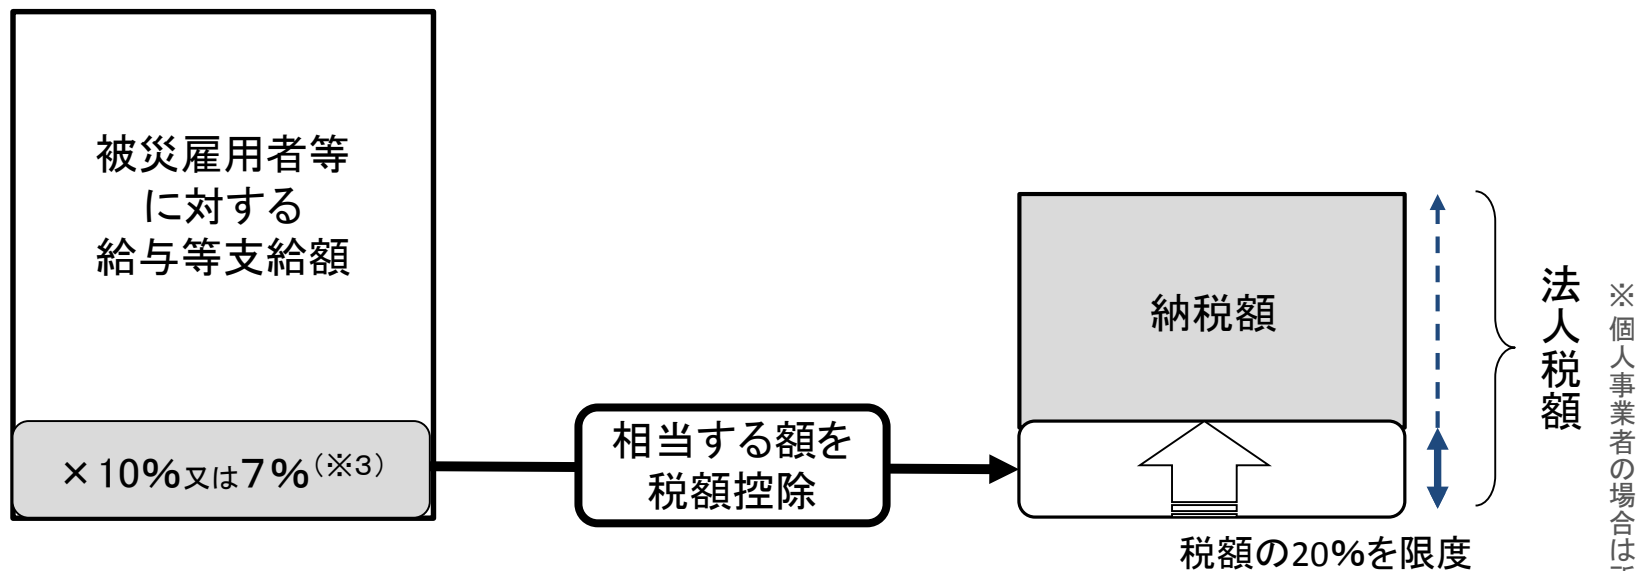 被災雇用者等
に対する
給与等支給額
×10%又は7%(※3)
相当する額を
税額控除
納税額
税額の20%を限度
法人税額
※個人事業者の場合は